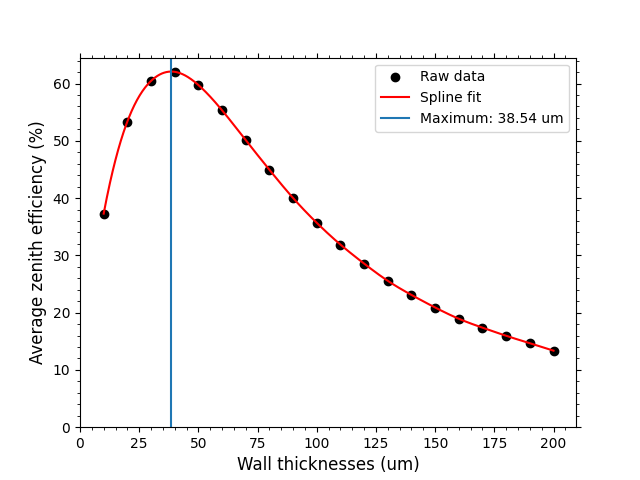 Raw data
Spline fit
Maximum: 38.54 um
Average zenith efficiency (%)
60
50
40
30
20
10
0
0 25 50 75 100 125 150 175 200
Wall thicknesses (um)